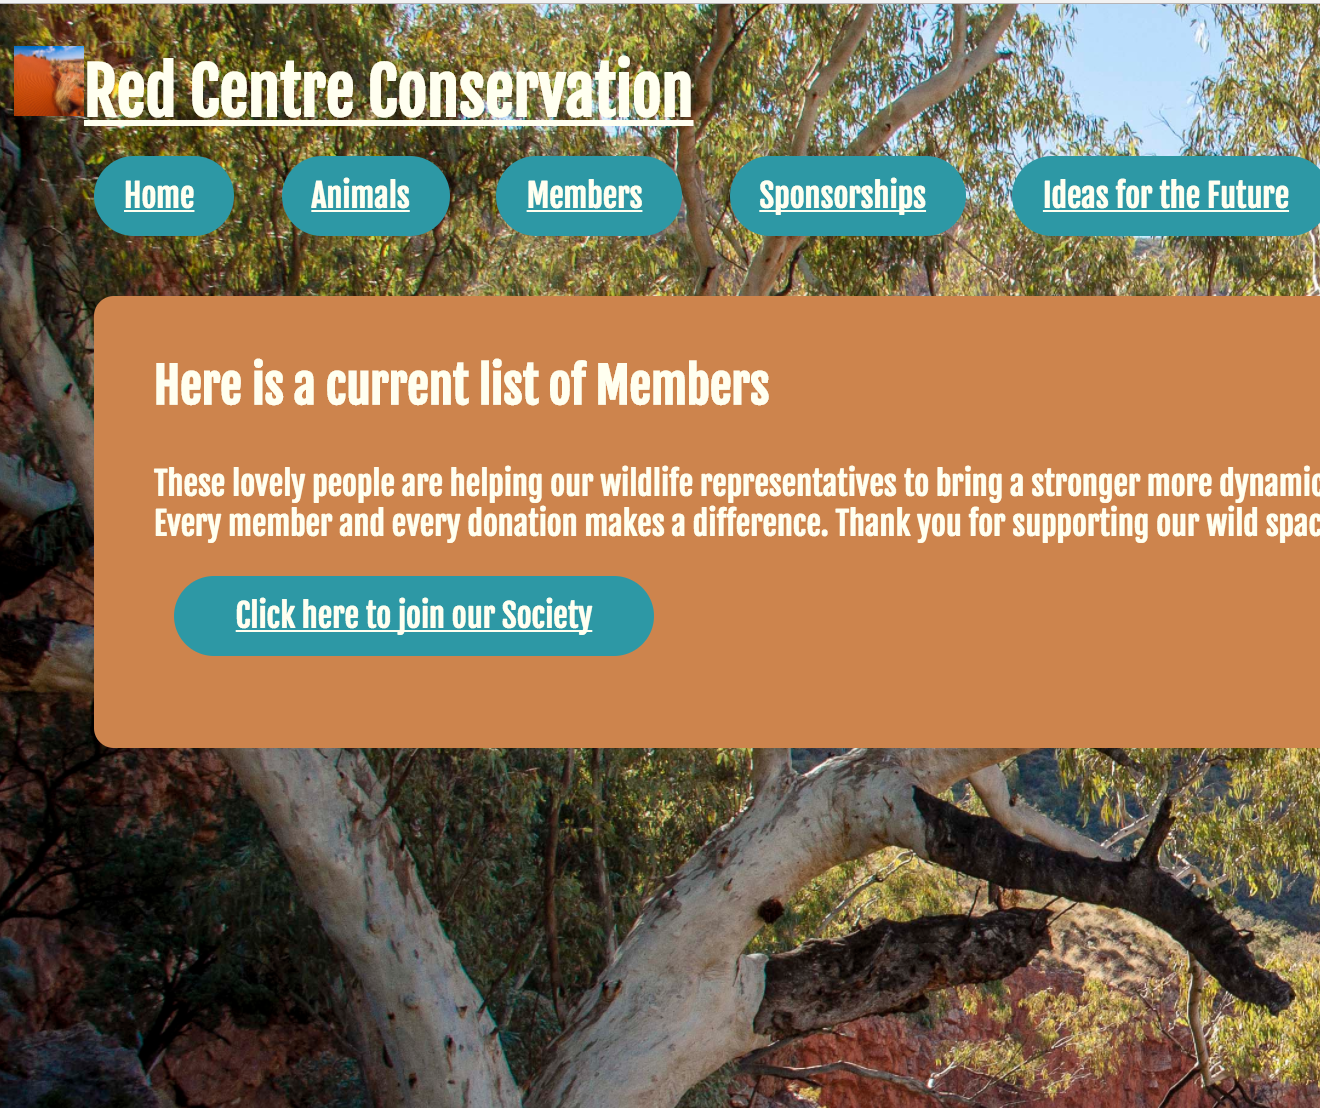 Red Centre Conservation
Home Animals Members Sponsorships Ideas for the Future
Here is a current list of Members
These lovely people are helping our wildlife representatives to bring a stronger more dynamic
Every member and every donation makes a difference. Thank you for supporting our wild spac
Click here to join our Society